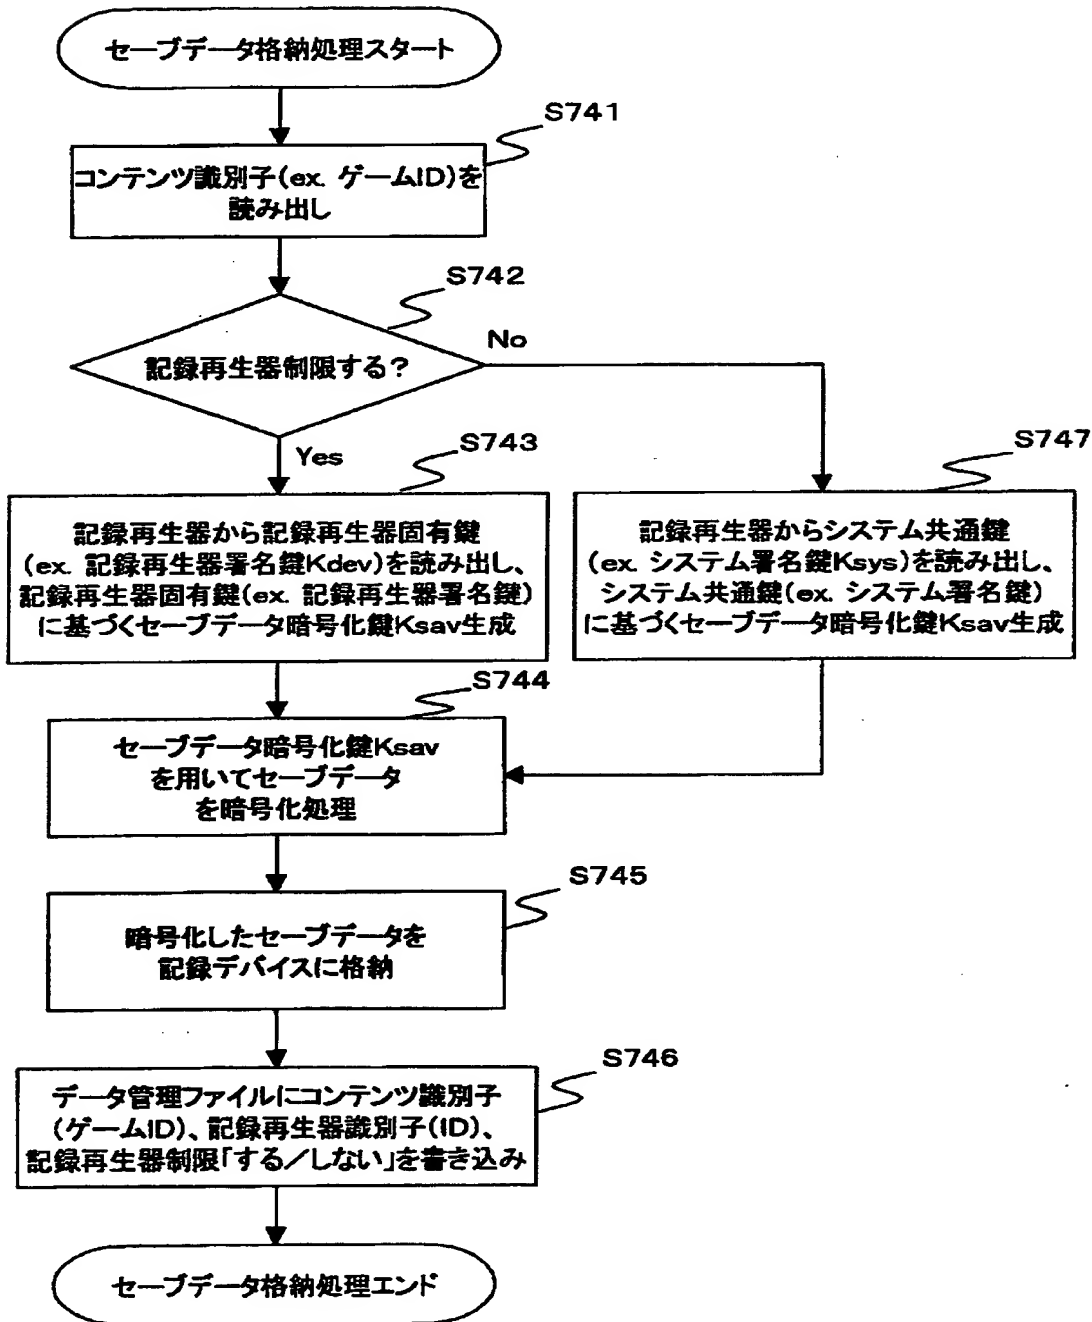 セーブデータ格納処理スタート
S741
コンテンツ識別子(ex. ゲームID)を
読み出し
S742
記録再生器制限する?
No
Yes
S743
記録再生器から記録再生器固有鍵
(ex. 記録再生器署名鍵Kdev)を読み出し、
記録再生器固有鍵(ex. 記録再生器署名鍵)
に基づくセーブデータ暗号化鍵Ksav生成
S747
記録再生器からシステム共通鍵
(ex. システム署名鍵Ksys)を読み出し、
システム共通鍵(ex. システム署名鍵)
に基づくセーブデータ暗号化鍵Ksav生成
S744
セーブデータ暗号化鍵Ksav
を用いてセーブデータ
を暗号化処理
S745
暗号化したセーブデータを
記録デバイスに格納
S746
データ管理ファイルにコンテンツ識別子
(ゲームID)、記録再生器識別子(ID)、
記録再生器制限「する/しない」を書き込み
セーブデータ格納処理エンド